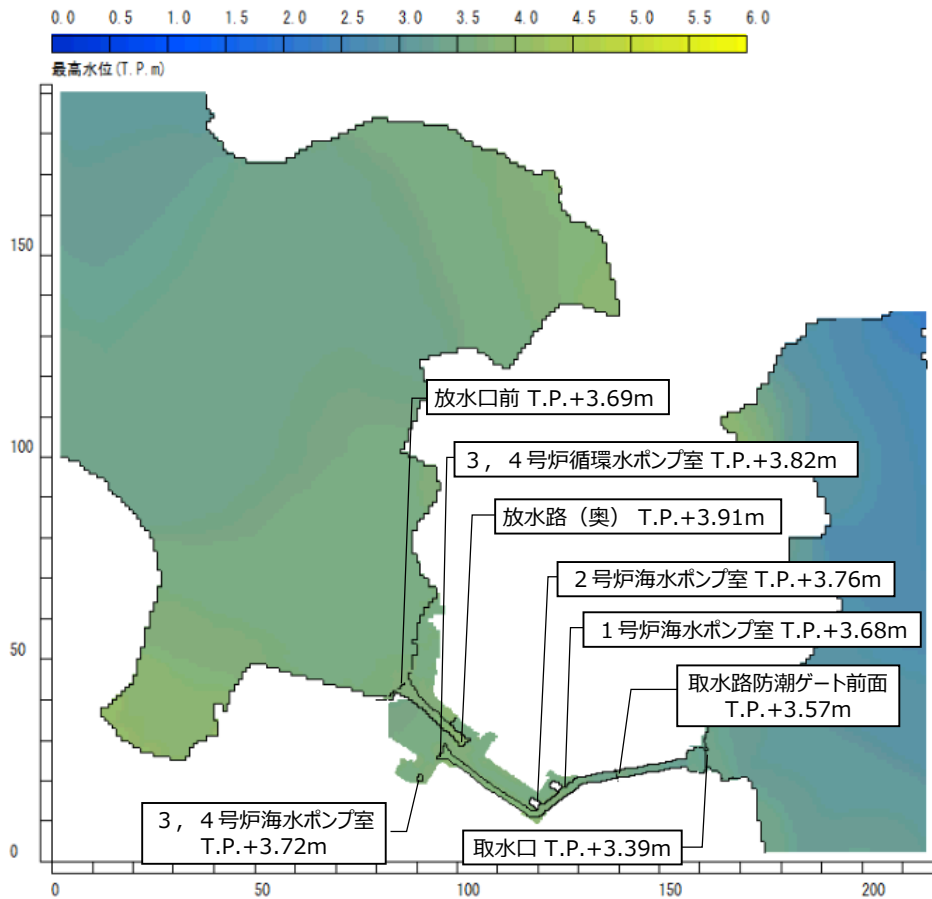 0.0 0.5 1.0 1.5 2.0 2.5 3.0 3.5 4.0 4.5 5.0 5.5 6.0
最高水位(T.P.m)
150
100
50
0
放水口前 T.P.+3.69m
3,4号炉循環水ポンプ室 T.P.+3.82m
放水路(奥) T.P.+3.91m
2号炉海水ポンプ室 T.P.+3.76m
1号炉海水ポンプ室 T.P.+3.68m
取水路防潮ゲート前面
T.P.+3.57m
3,4号炉海水ポンプ室
T.P.+3.72m
取水口 T.P.+3.39m
0 50 100 150 200